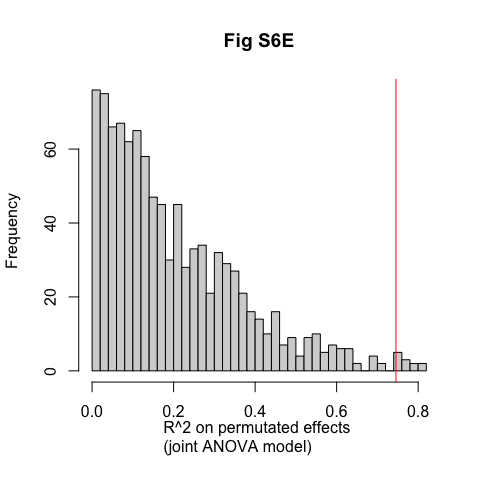 Fig S6E
Frequency
60
40
20
0
0.0 0.2 0.4 0.6 0.8
R^2 on permutated effects
(joint ANOVA model)